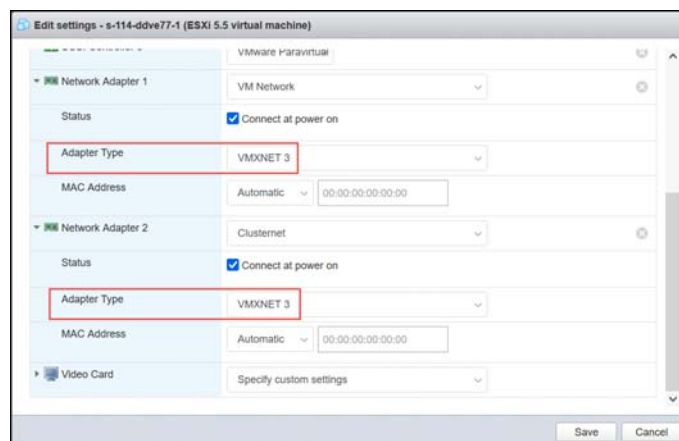 Edit settings - s-114-ddve77-1 (ESXi 5.5 virtual machine)
VMware Paravirtual
Network Adapter 1
VM Network
Status
Connect at power on
Adapter Type
VMXNET 3
MAC Address
Automatic
00:00:00:00:00:00
Network Adapter 2
Clusternet
Status
Connect at power on
Adapter Type
VMXNET 3
MAC Address
Automatic
00:00:00:00:00:00
Video Card
Specify custom settings
Save
Cancel